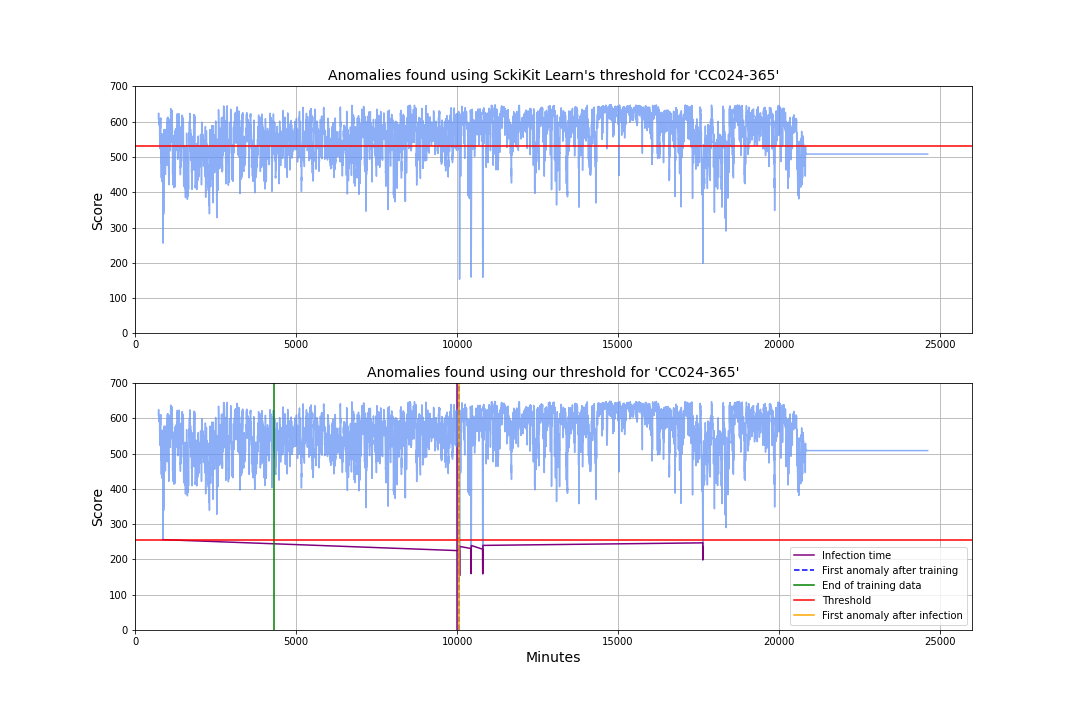 Anomalies found using SckiKit Learn's threshold for 'CC024-365'
700
600
500
400
300
200
100
0
Score
0 5000 10000 15000 20000 25000
Anomalies found using our threshold for 'CC024-365'
700
600
500
400
300
200
100
0
Score
Infection time
First anomaly after training
End of training data
Threshold
First anomaly after infection
0 5000 10000 15000 20000 25000
Minutes